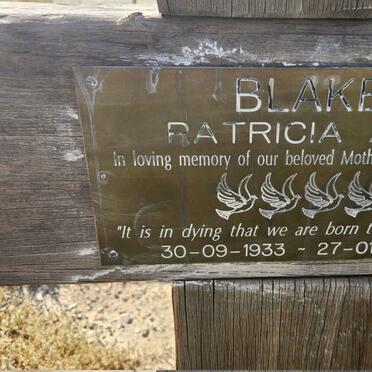 BLAKE
PATRICIA
In loving memory of our beloved Moth
"It is in dying that we are born t
30-09-1933 ~ 27-01